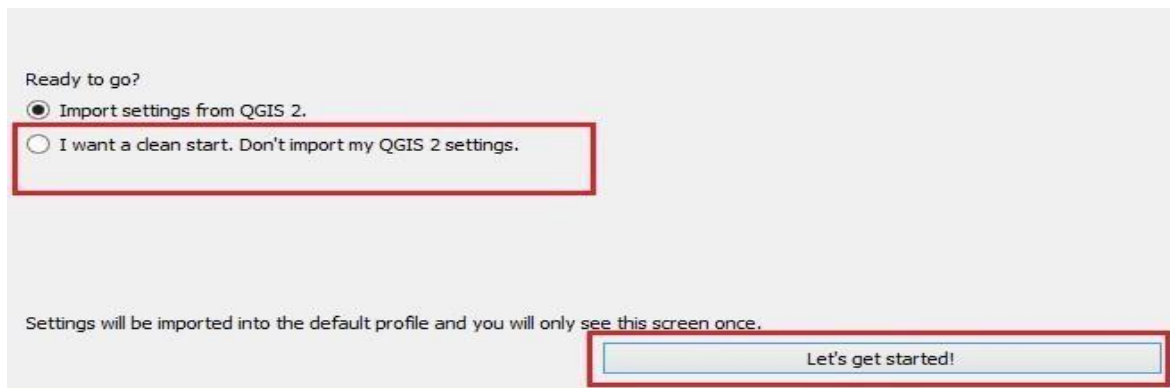 Ready to go?
Import settings from QGIS 2.
I want a clean start. Don't import my QGIS 2 settings.
Settings will be imported into the default profile and you will only see this screen once.
Let's get started!